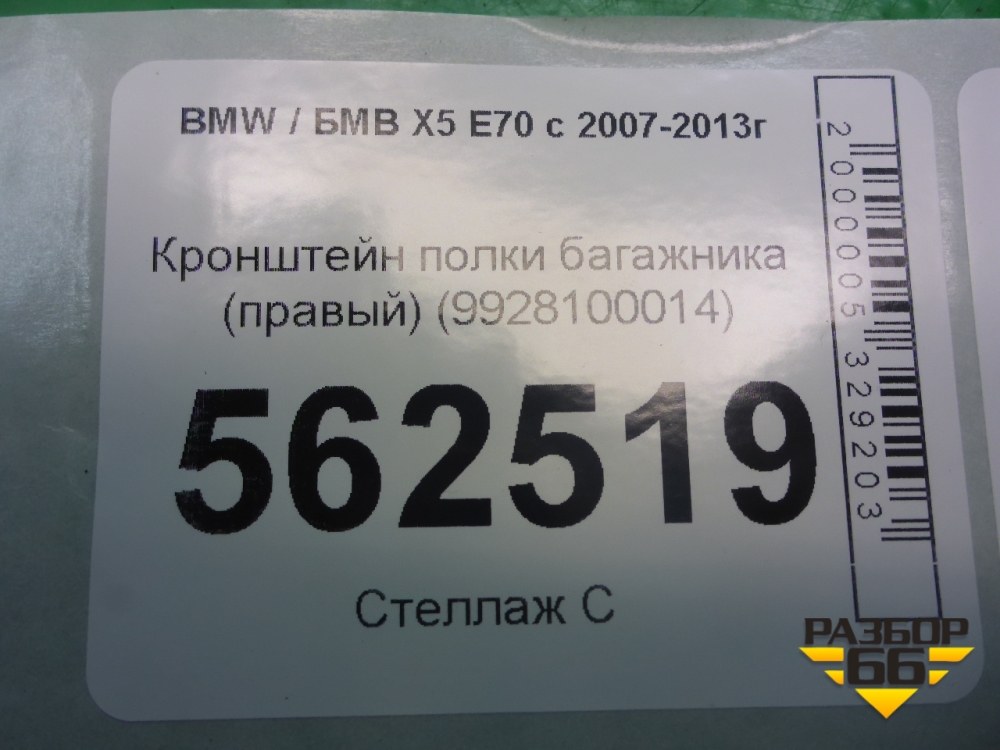 BMW / БМВ X5 E70 с 2007-2013г
Кронштейн полки багажника
(правый) (9928100014)
562519
Стеллаж С
2000005329203
РАЗБОР
66